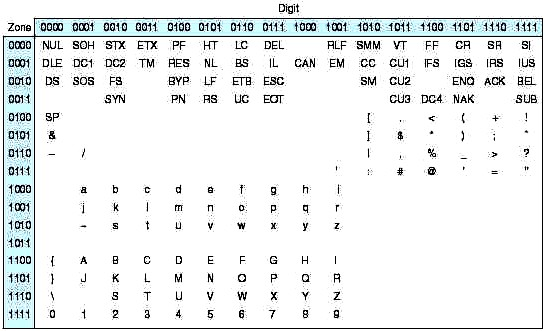 Digit
Zone 0000 0001 0010 0011 0100 0101 0110 0111 1000 1001 1010 1011 1100 1101 1110 1111
0000 NUL SOH STX ETX PF HT LC DEL RLF SMM VT FF CR SR SI
0001 DLE DC1 DC2 TM RES NL BS IL CAN EM CC CU1 IFS IGS IRS IUS
0010 DS SOS FS BYP LF ETB ESC SM CU2 ENQ ACK BEL
0011 SYN PN RS UC EOT CU3 DC4 NAK SUB
0100 SP [ . < ( + !
0101 & ] $ * ) ; ^
0110 – / | , % _ > ?
0111 ' : # @ ' = "
1000 a b c d e f g h i
1001 j k l m n o p q r
1010 ~ s t u v w x y z
1011
1100 { A B C D E F G H I
1101 } J K L M N O P Q R
1110 \ S T U V W X Y Z
1111 0 1 2 3 4 5 6 7 8 9